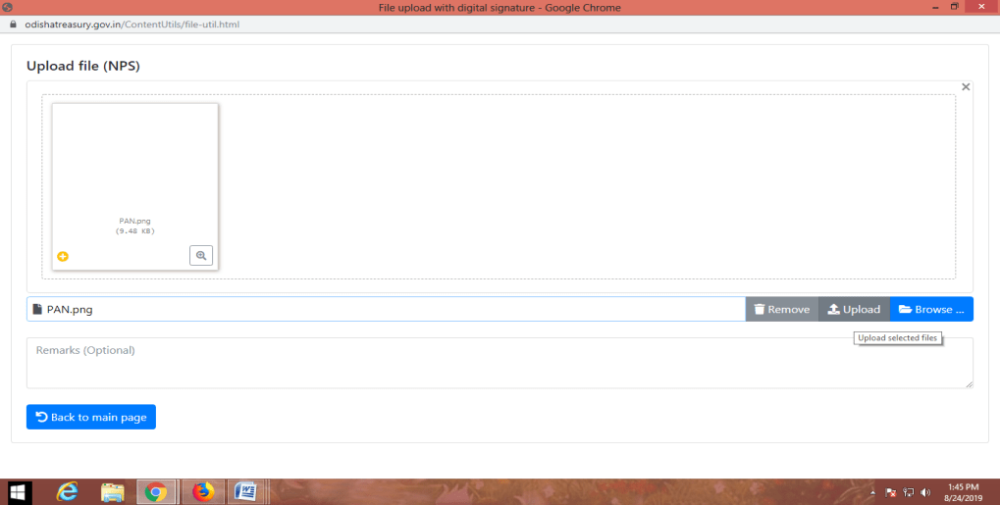 File upload with digital signature - Google Chrome
odishatreasury.gov.in/ContentUtils/file-util.html
Upload file (NPS)
×
PAN.png
(9.48 KB)
PAN.png
Remove
Upload
Browse ...
Upload selected files
Remarks (Optional)
Back to main page
1:45 PM
8/24/2019